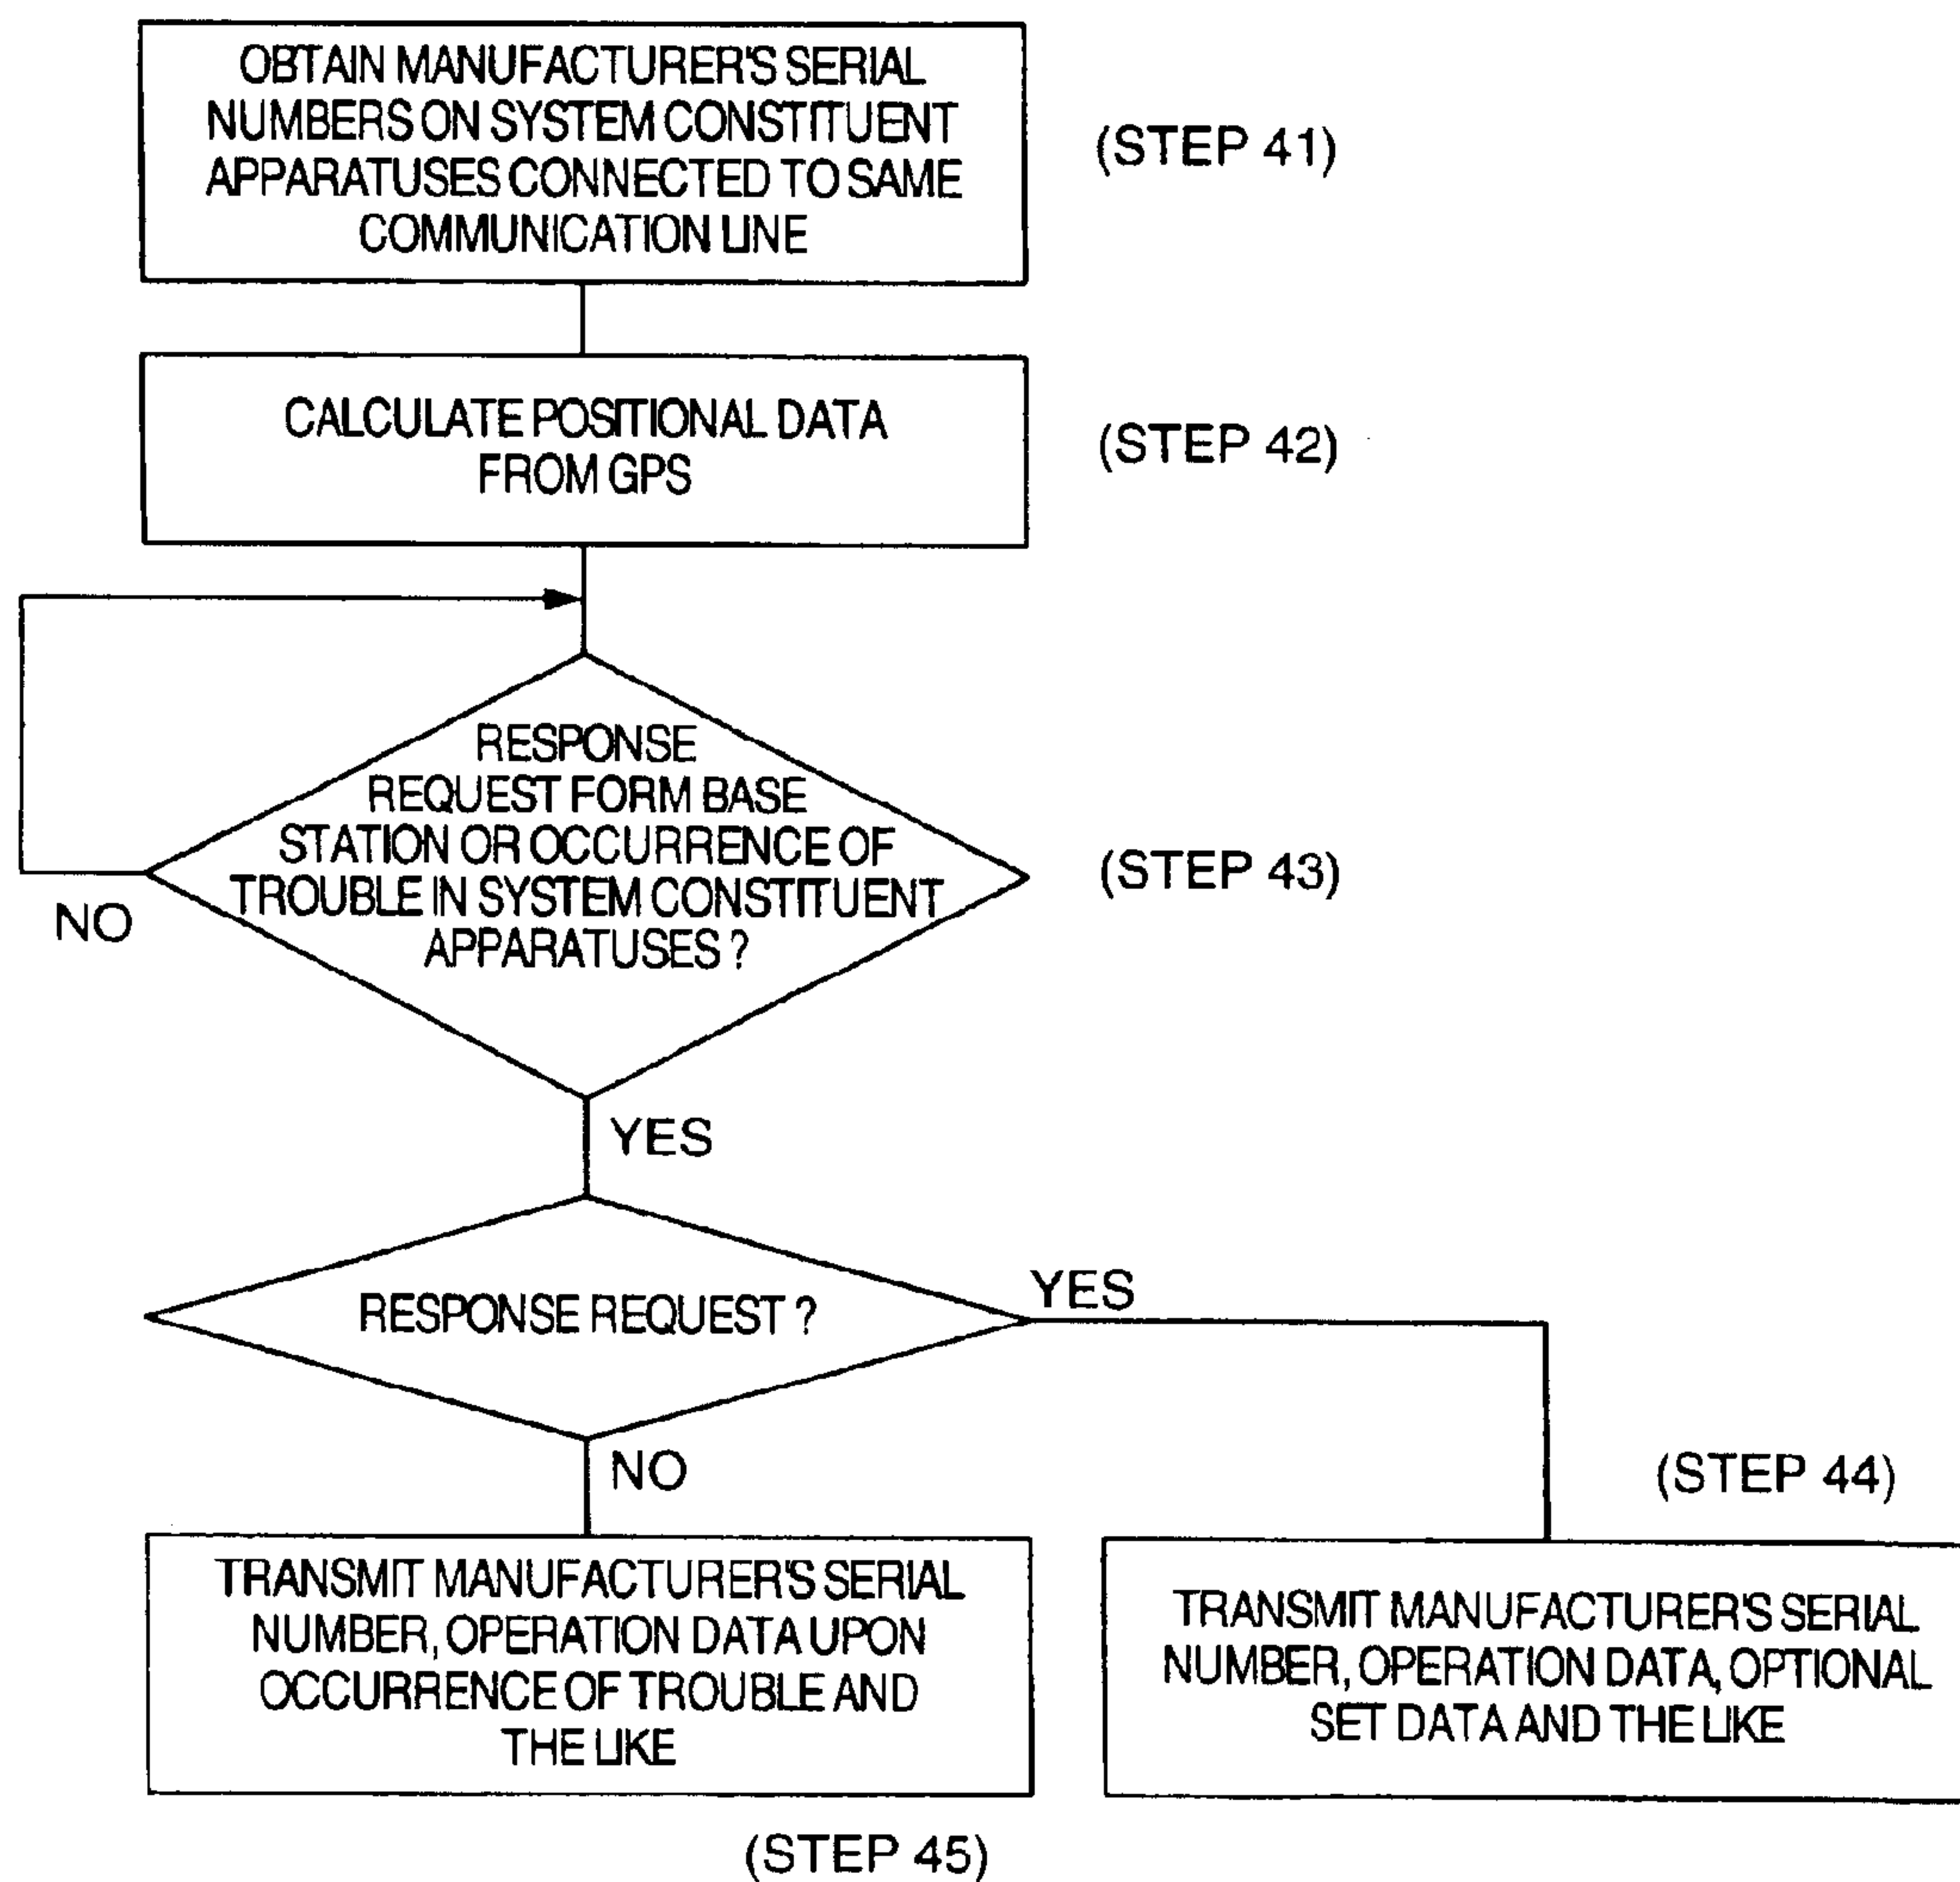 OBTAIN MANUFACTURER'S SERIAL
NUMBERS ON SYSTEM CONSTITUENT
APPARATUSES CONNECTED TO SAME
COMMUNICATION LINE
(STEP 41)
CALCULATE POSITIONAL DATA
FROM GPS
(STEP 42)
RESPONSE
REQUEST FORM BASE
STATION OR OCCURRENCE OF
TROUBLE IN SYSTEM CONSTITUENT
APPARATUSES ?
(STEP 43)
NO
YES
RESPONSE REQUEST ?
YES
NO
(STEP 44)
TRANSMIT MANUFACTURER'S SERIAL
NUMBER, OPERATION DATA UPON
OCCURRENCE OF TROUBLE AND
THE LIKE
TRANSMIT MANUFACTURER'S SERIAL
NUMBER, OPERATION DATA, OPTIONAL
SET DATA AND THE LIKE
(STEP 45)